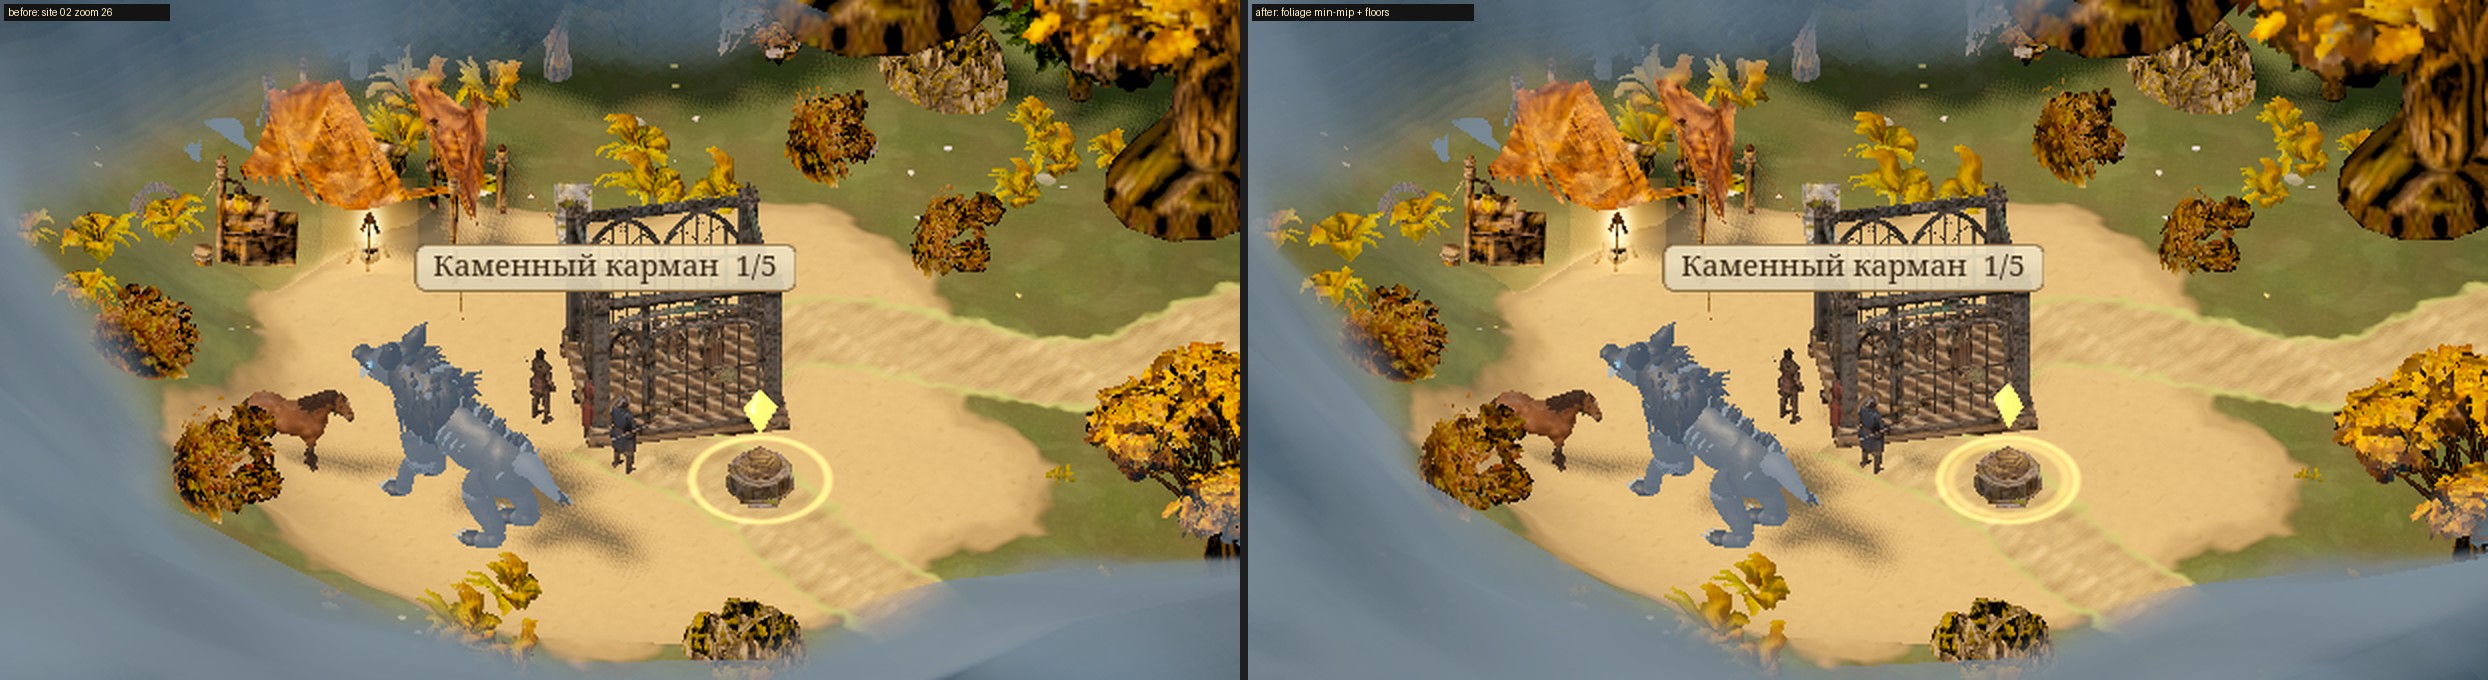 before: site 02 zoom 26
after: foliage min-mip + floors
Каменный карман 1/5
Каменный карман 1/5